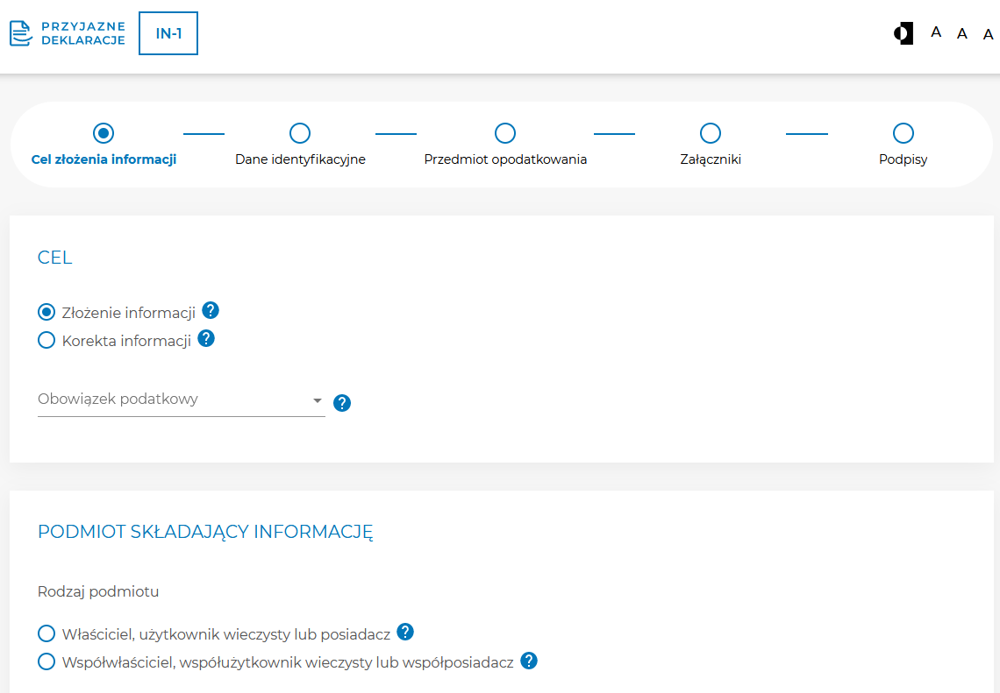 PRZYJAZNE
DEKLARACJE
IN-1
A A A
Cel złożenia informacji
Dane identyfikacyjne
Przedmiot opodatkowania
Załączniki
Podpisy
CEL
Złożenie informacji ?
Korekta informacji ?
Obowiązek podatkowy ?
PODMIOT SKŁADAJĄCY INFORMACJĘ
Rodzaj podmiotu
Właściciel, użytkownik wieczysty lub posiadacz ?
Współwłaściciel, współużytkownik wieczysty lub współposiadacz ?